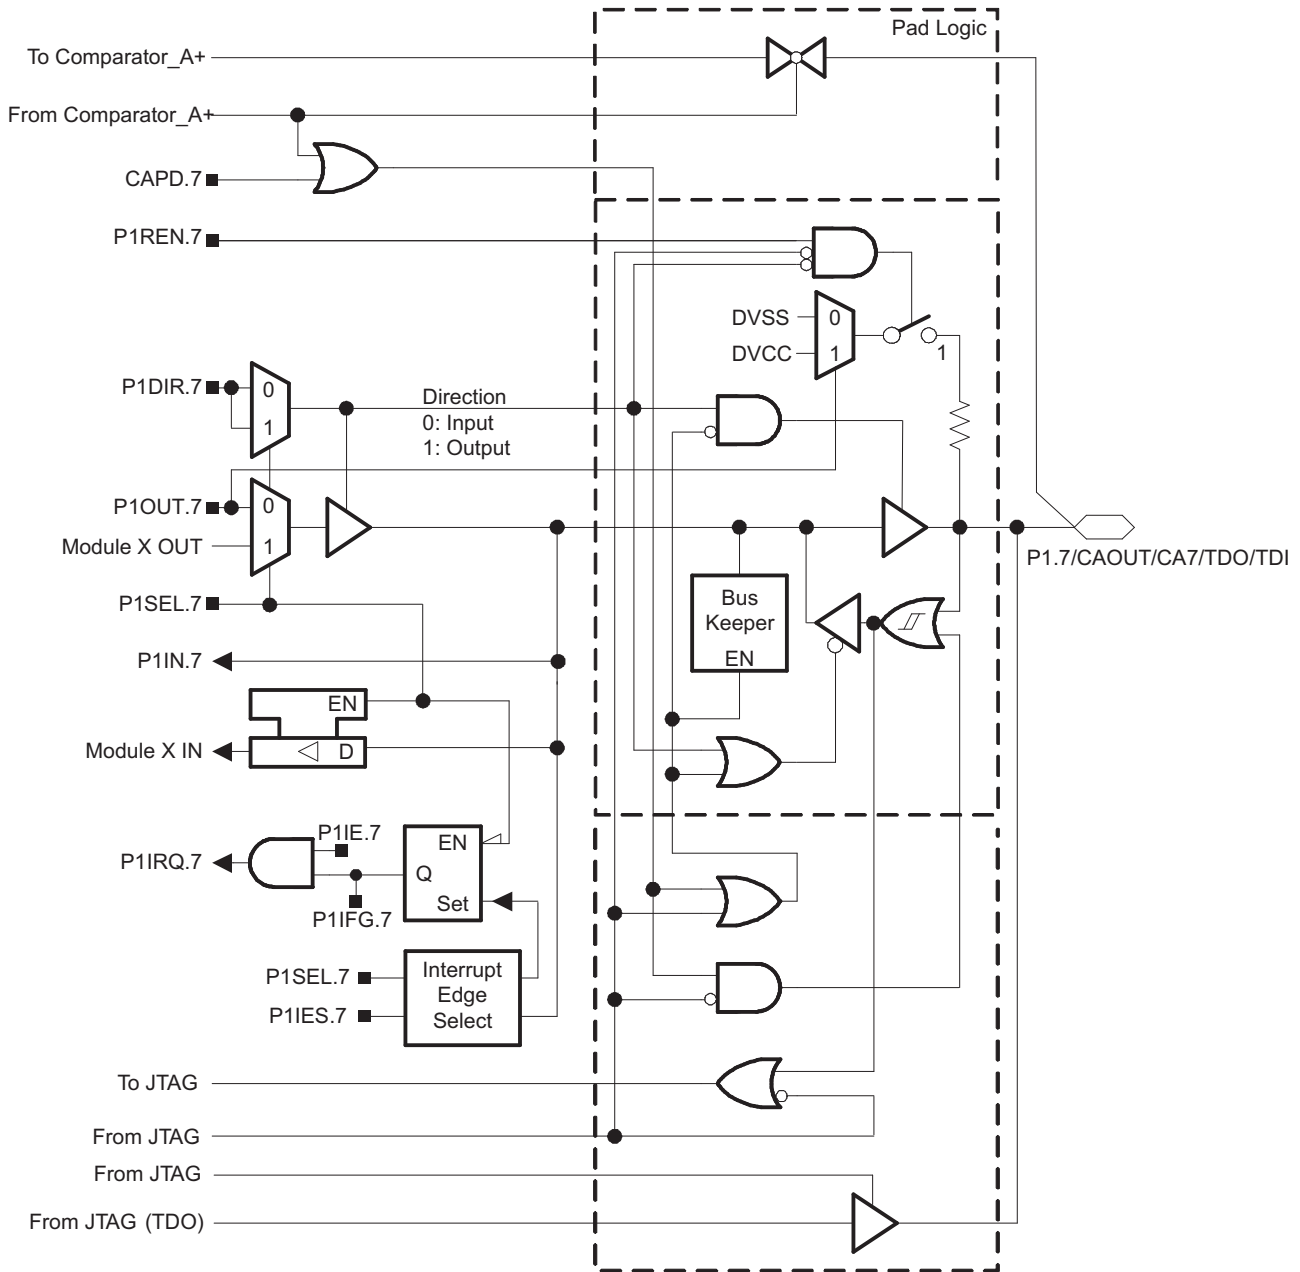 Pad Logic
To Comparator_A+
From Comparator_A+
CAPD.7
P1REN.7
DVSS
0
DVCC
1
1
P1DIR.7
0
1
Direction
0: Input
1: Output
P1OUT.7
0
Module X OUT
1
P1.7/CAOUT/CA7/TDO/TDI
P1SEL.7
Bus
Keeper
EN
P1IN.7
EN
Module X IN
D
P1IE.7
P1IRQ.7
EN
Q
Set
P1IFG.7
P1SEL.7
P1IES.7
Interrupt
Edge
Select
To JTAG
From JTAG
From JTAG
From JTAG (TDO)